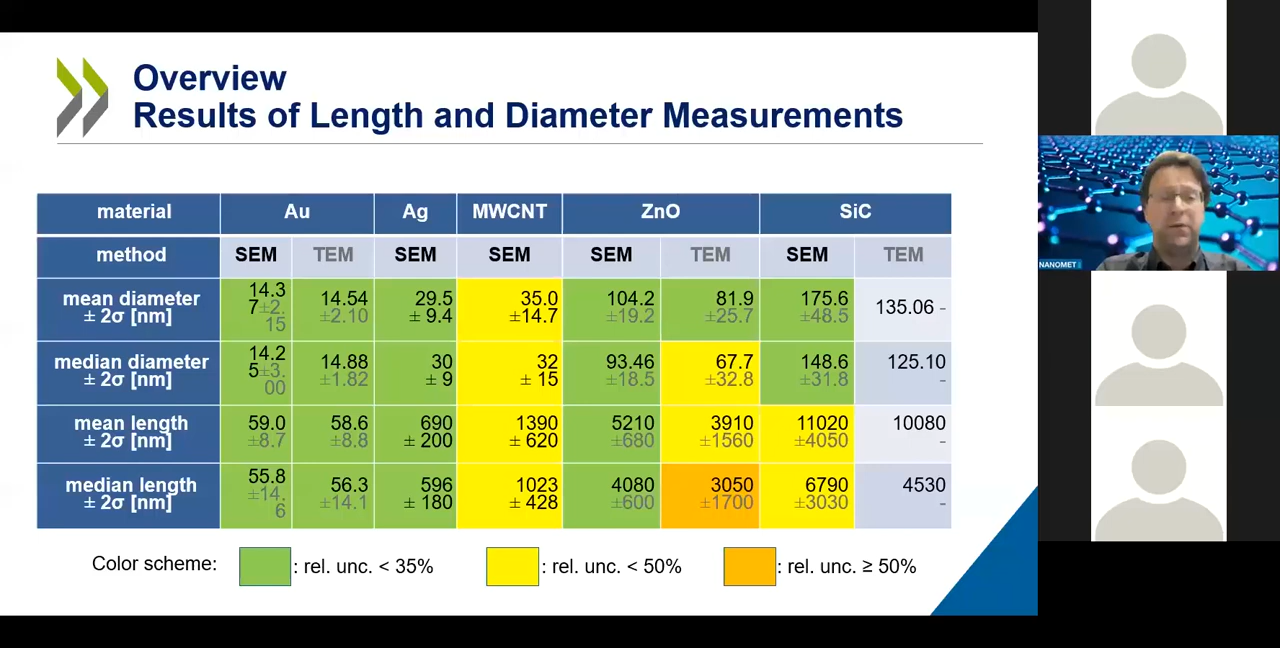 Overview
Results of Length and Diameter Measurements
material Au Ag MWCNT ZnO SiC
method SEM TEM SEM SEM SEM TEM SEM TEM
mean diameter ± 2σ [nm] 14.37±2.15 14.54 ±2.10 29.5 ± 9.4 35.0 ±14.7 104.2 ±19.2 81.9 ±25.7 175.6 ±48.5 135.06 -
median diameter ± 2σ [nm] 14.25±3.00 14.88 ±1.82 30 ± 9 32 ± 15 93.46 ±18.5 67.7 ±32.8 148.6 ±31.8 125.10 -
mean length ± 2σ [nm] 59.0 ±8.7 58.6 ±8.8 690 ± 200 1390 ± 620 5210 ±680 3910 ±1560 11020 ±4050 10080 -
median length ± 2σ [nm] 55.8 ±14.6 56.3 ±14.1 596 ± 180 1023 ± 428 4080 ±600 3050 ±1700 6790 ±3030 4530 -
Color scheme: : rel. unc. < 35% : rel. unc. < 50% : rel. unc. ≥ 50%
NANOMET